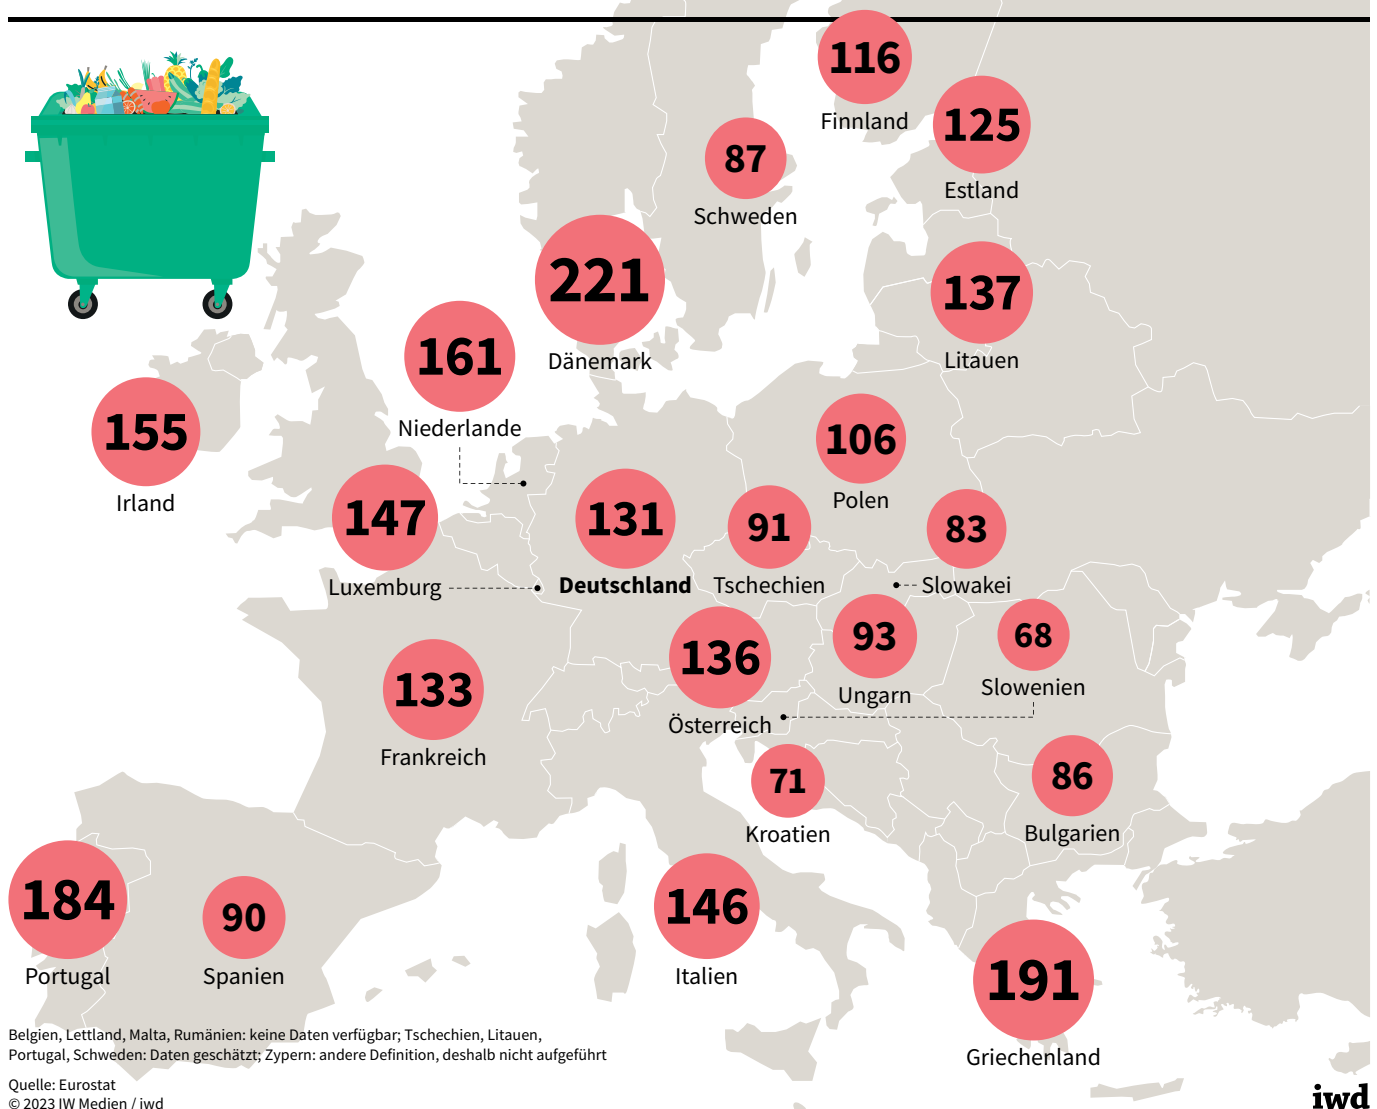 116
Finnland
125
Estland
87
Schweden
221
Dänemark
137
Litauen
161
Niederlande
155
Irland
106
Polen
147
Luxemburg
131
Deutschland
91
Tschechien
83
Slowakei
133
Frankreich
136
Österreich
93
Ungarn
68
Slowenien
71
Kroatien
86
Bulgarien
184
Portugal
90
Spanien
146
Italien
191
Griechenland
Belgien, Lettland, Malta, Rumänien: keine Daten verfügbar; Tschechien, Litauen,
Portugal, Schweden: Daten geschätzt; Zypern: andere Definition, deshalb nicht aufgeführt
Quelle: Eurostat
© 2023 IW Medien / iwd
iwd